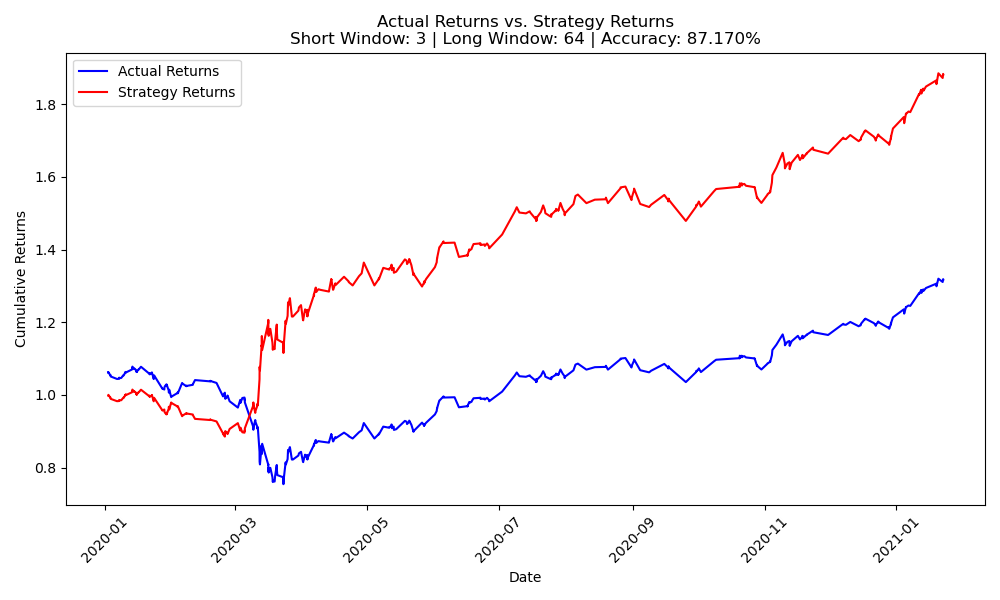 Actual Returns vs. Strategy Returns
Short Window: 3 | Long Window: 64 | Accuracy: 87.170%
Actual Returns
Strategy Returns
Cumulative Returns
1.8
1.6
1.4
1.2
1.0
0.8
2020-01
2020-03
2020-05
2020-07
2020-09
2020-11
2021-01
Date